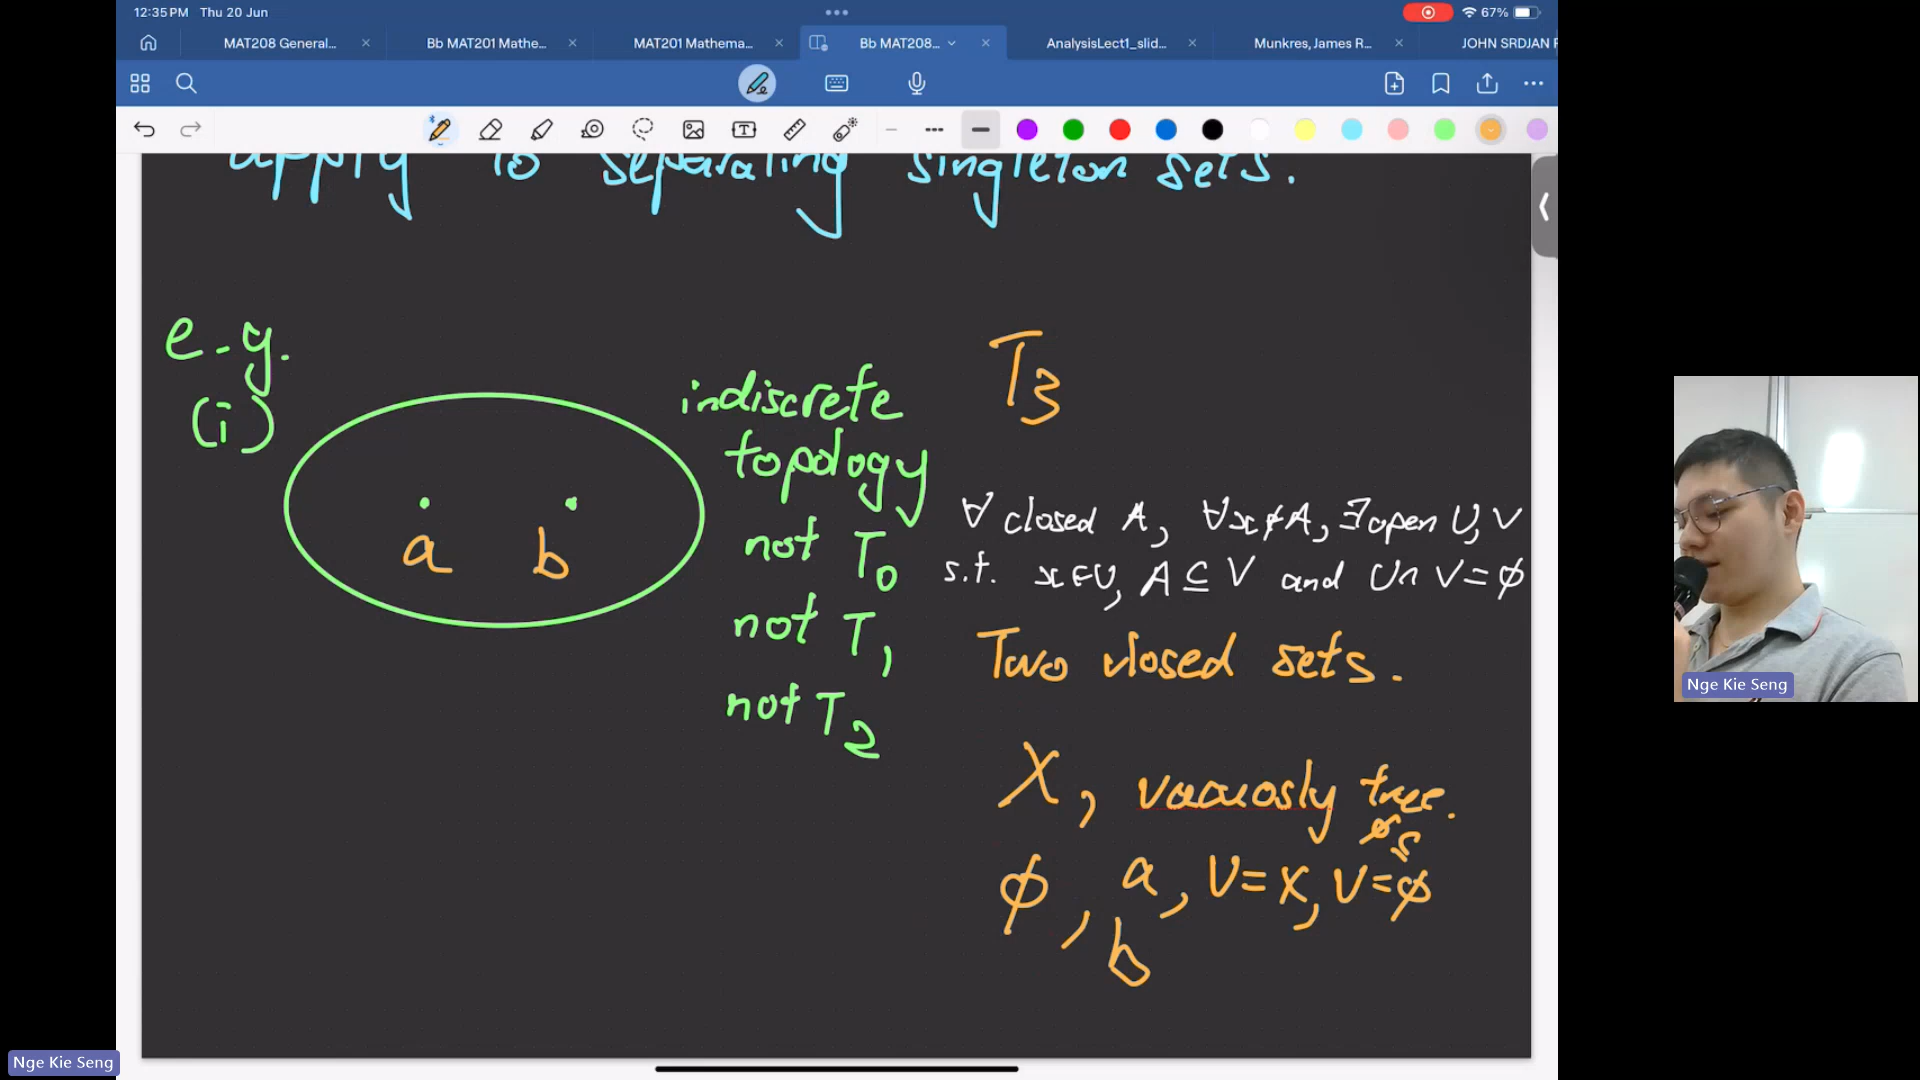 12:35 PM Thu 20 Jun
67%
MAT208 General...
Bb MAT201 Mathe...
MAT201 Mathema...
Bb MAT208...
AnalysisLect1_slid...
Munkres, James R...
JOHN SRDJAN P
apply to separating singleton sets.
e.g.
(i)
a b
indiscrete
topology
not T0
not T1
not T2
T3
∀ closed A, ∀x∉A, ∃ open U, V
s.t. x∈U, A ⊆ V and U∩V=∅
Two closed sets.
X, vacuosly true.
∅, a, U=X, V=∅
b
∅ ⊆
Nge Kie Seng
Nge Kie Seng